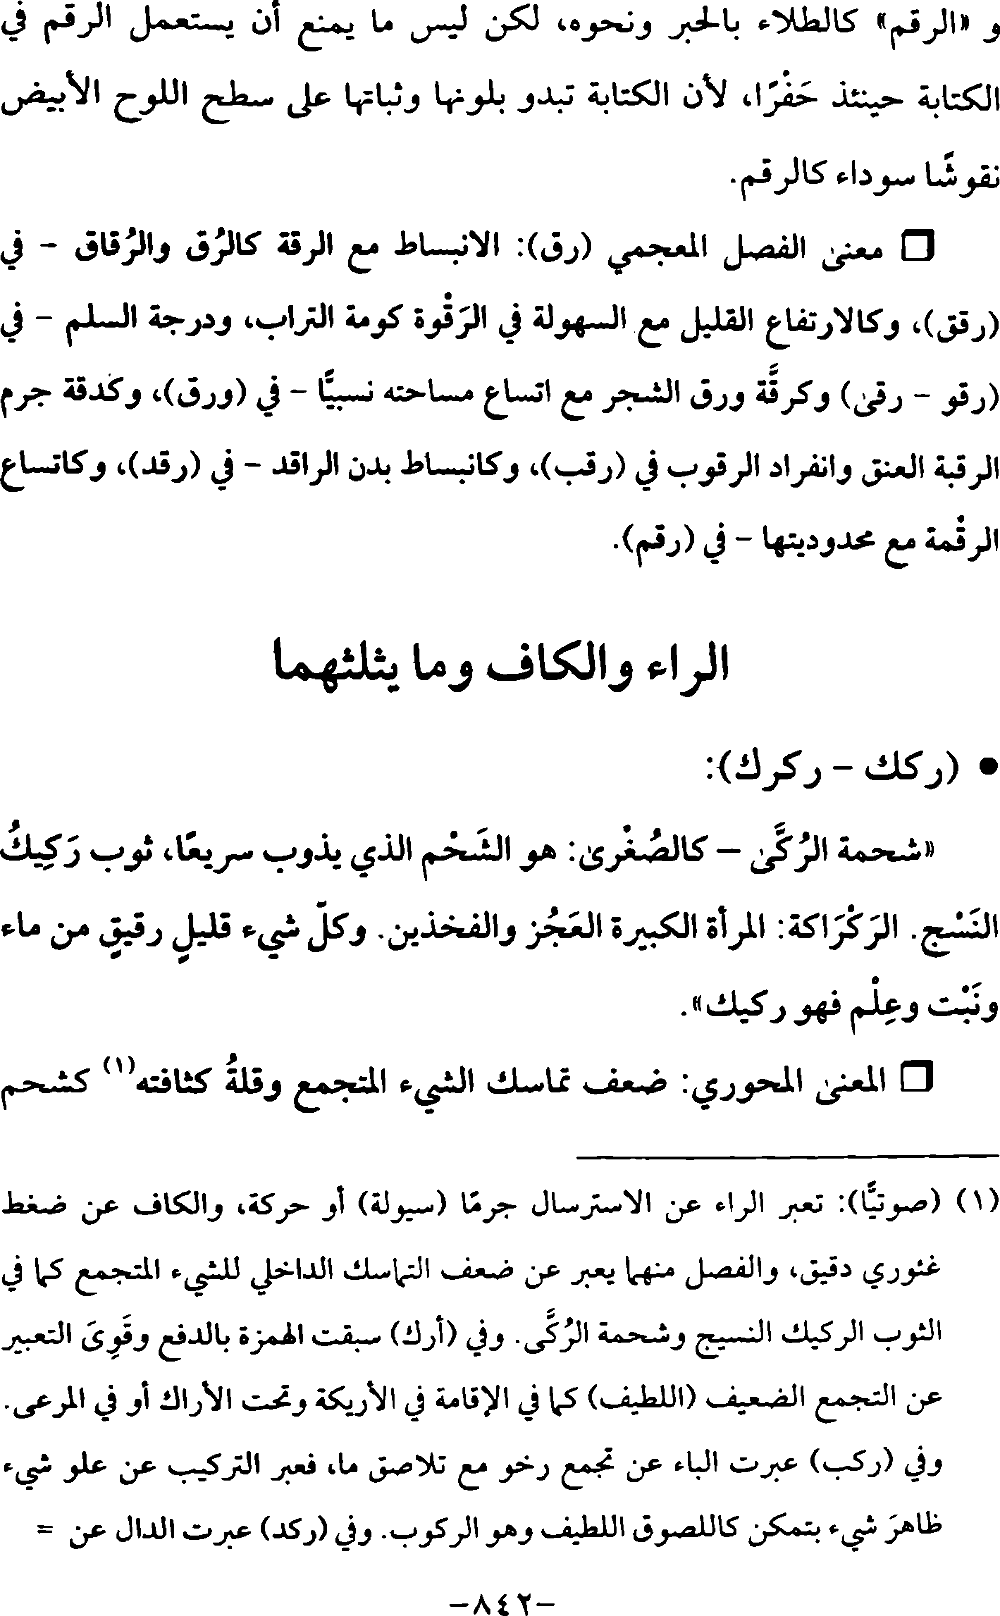 و «الرقم» كالطلاء بالحبر ونحوه، لكن ليس ما يمنع أن يستعمل الرقم في
الكتابة حينئذ حَفْرًا، لأن الكتابة تبدو بلونها وثباتها على سطح اللوح الأبيض
نقوشًا سوداء كالرقم.
□ معنى الفصل المعجمي (رق): الانبساط مع الرقة كالرُق والرُقاق – في
(رقق)، وكالارتفاع القليل مع السهولة في الرَقْوة كومة التراب، ودرجة السلم – في
(رقو – رقى) وكرقَّة ورق الشجر مع اتساع مساحته نسبيًّا – في (ورق)، وكدقة جرم
الرقبة العنق وانفراد الرقوب في (رقب)، وكانبساط بدن الراقد – في (رقد)، وكاتساع
الرقْمة مع محدوديتها – في (رقم).
الراء والكاف وما يثلثهما
• (ركك – ركرك):
«شحمة الرُكَّى – كالصُغْرى: هو الشَحْم الذي يذوب سريعًا، ثوب رَكِيكُ
النَسْج. الرَكْرَاكة: المرأة الكبيرة العَجُز والفخذين. وكلّ شيء قليلٍ رقيقٍ من ماء
ونَبْت وعِلْم فهو ركيك».
□ المعنى المحوري: ضعف تماسك الشيء المتجمع وقلةُ كثافته(١) كشحم
(١) (صوتيًّا): تعبر الراء عن الاسترسال جرمًا (سيولة) أو حركة، والكاف عن ضغط
غئوري دقيق، والفصل منهما يعبر عن ضعف التماسك الداخلي للشيء المتجمع كما في
الثوب الركيك النسيج وشحمة الرُكَّى. وفي (أرك) سبقت الهمزة بالدفع وقَوِىَ التعبير
عن التجمع الضعيف (اللطيف) كما في الإقامة في الأريكة وتحت الأراك أو في المرعى.
وفي (ركب) عبرت الباء عن تجمع رخو مع تلاصق ما، فعبر التركيب عن علو شيء
ظاهرَ شيء بتمكن كاللصوق اللطيف وهو الركوب. وفي (ركد) عبرت الدال عن =
-٨٤٢-